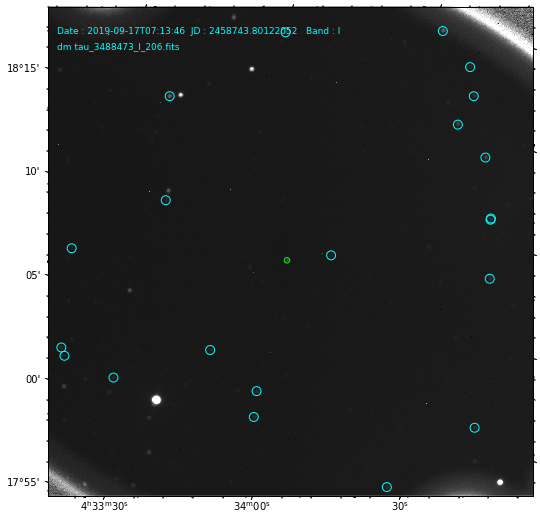 Date : 2019-09-17T07:13:46 JD : 2458743.80122052 Band : I
dm.tau_3488473_I_206.fits
18°15'
10'
05'
00'
17°55'
4ʰ33ᵐ30ˢ 34ᵐ00ˢ 30ˢ